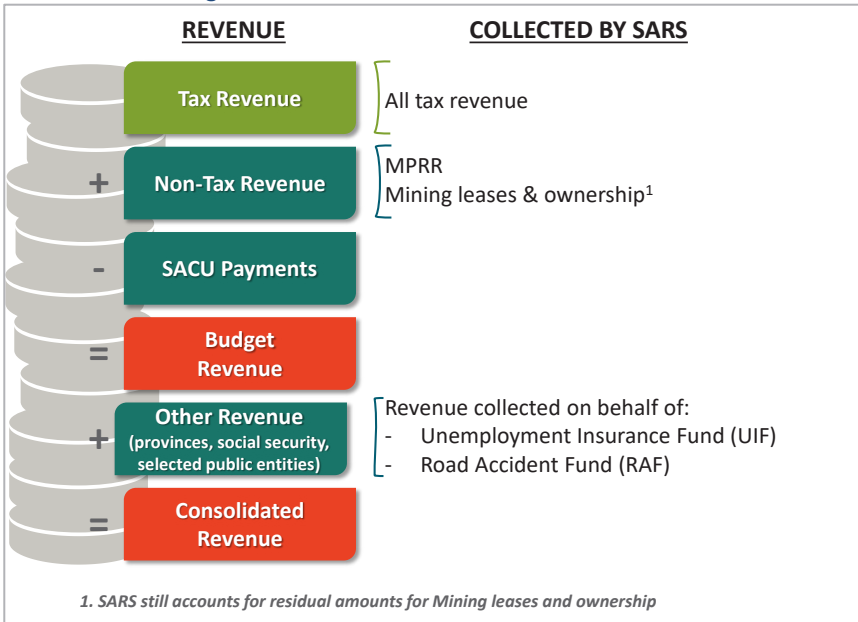 REVENUE COLLECTED BY SARS
Tax Revenue
All tax revenue
+
Non-Tax Revenue
MPRR
Mining leases & ownership¹
-
SACU Payments
=
Budget
Revenue
+
Other Revenue
(provinces, social security,
selected public entities)
Revenue collected on behalf of:
- Unemployment Insurance Fund (UIF)
- Road Accident Fund (RAF)
=
Consolidated
Revenue
1. SARS still accounts for residual amounts for Mining leases and ownership